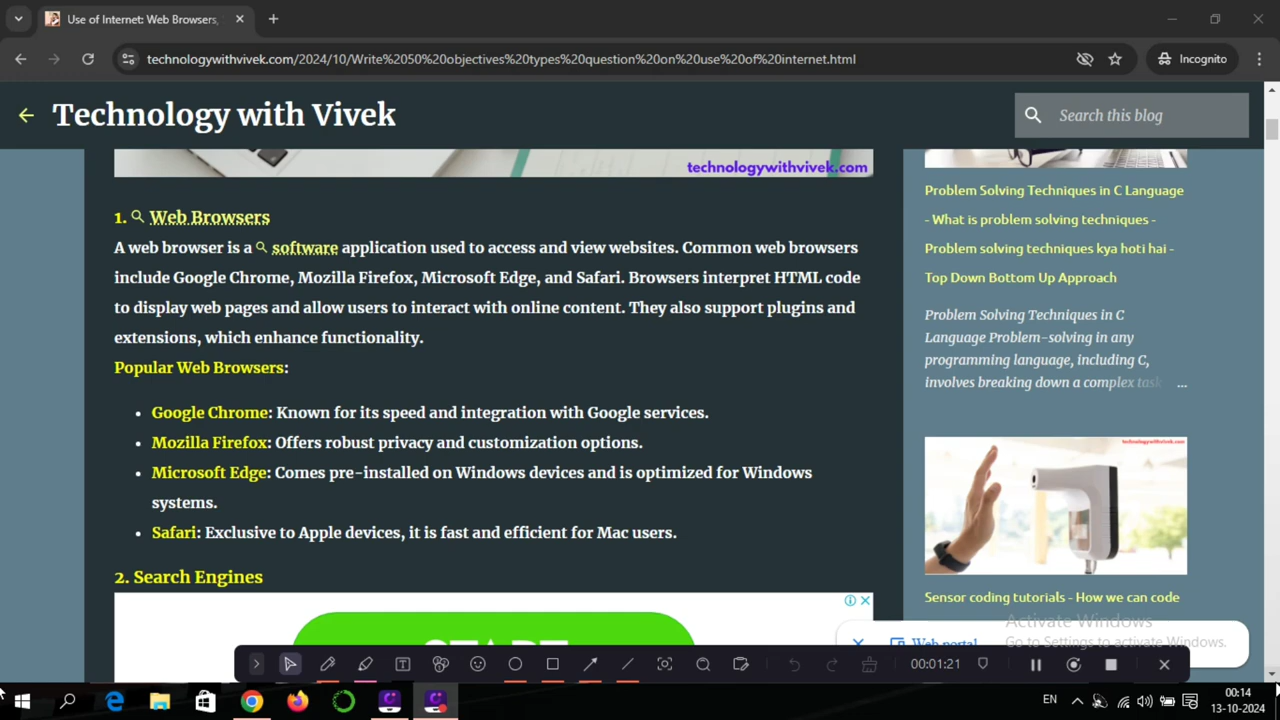 Use of Internet: Web Browsers,
technologywithvivek.com/2024/10/Write%2050%20objectives%20types%20question%20on%20use%20of%20internet.html
Incognito
Technology with Vivek
Search this blog
technologywithvivek.com
1. Web Browsers
A web browser is a software application used to access and view websites. Common web browsers
include Google Chrome, Mozilla Firefox, Microsoft Edge, and Safari. Browsers interpret HTML code
to display web pages and allow users to interact with online content. They also support plugins and
extensions, which enhance functionality.
Popular Web Browsers:
• Google Chrome: Known for its speed and integration with Google services.
• Mozilla Firefox: Offers robust privacy and customization options.
• Microsoft Edge: Comes pre-installed on Windows devices and is optimized for Windows
systems.
• Safari: Exclusive to Apple devices, it is fast and efficient for Mac users.
2. Search Engines
START
Problem Solving Techniques in C Language
- What is problem solving techniques -
Problem solving techniques kya hoti hai -
Top Down Bottom Up Approach
Problem Solving Techniques in C
Language Problem-solving in any
programming language, including C,
involves breaking down a complex task
...
technologywithvivek.com
Sensor coding tutorials - How we can code
Activate Windows
Go to Settings to activate Windows.
Web portal
00:01:21
EN
00:14
13-10-2024